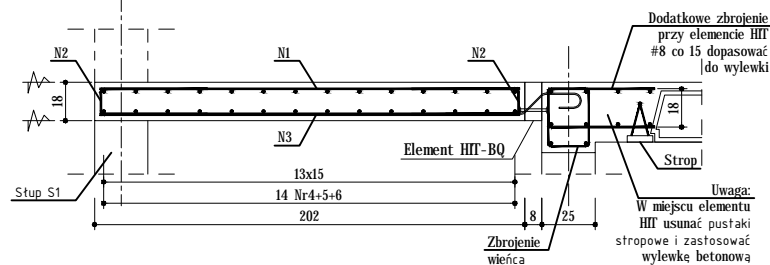 Dodatkowe zbrojenie
przy elemencie HIT
#8 co 15 dopasować
do wylewki
N2
N1
N2
18
18
N3
Element HIT-BQ
Strop
Słup S1
13x15
14 Nr4+5+6
202
8
25
Zbrojenie
wieńca
Uwaga:
W miejscu elementu
HIT usunać pustaki
stropowe i zastosować
wylewkę betonową